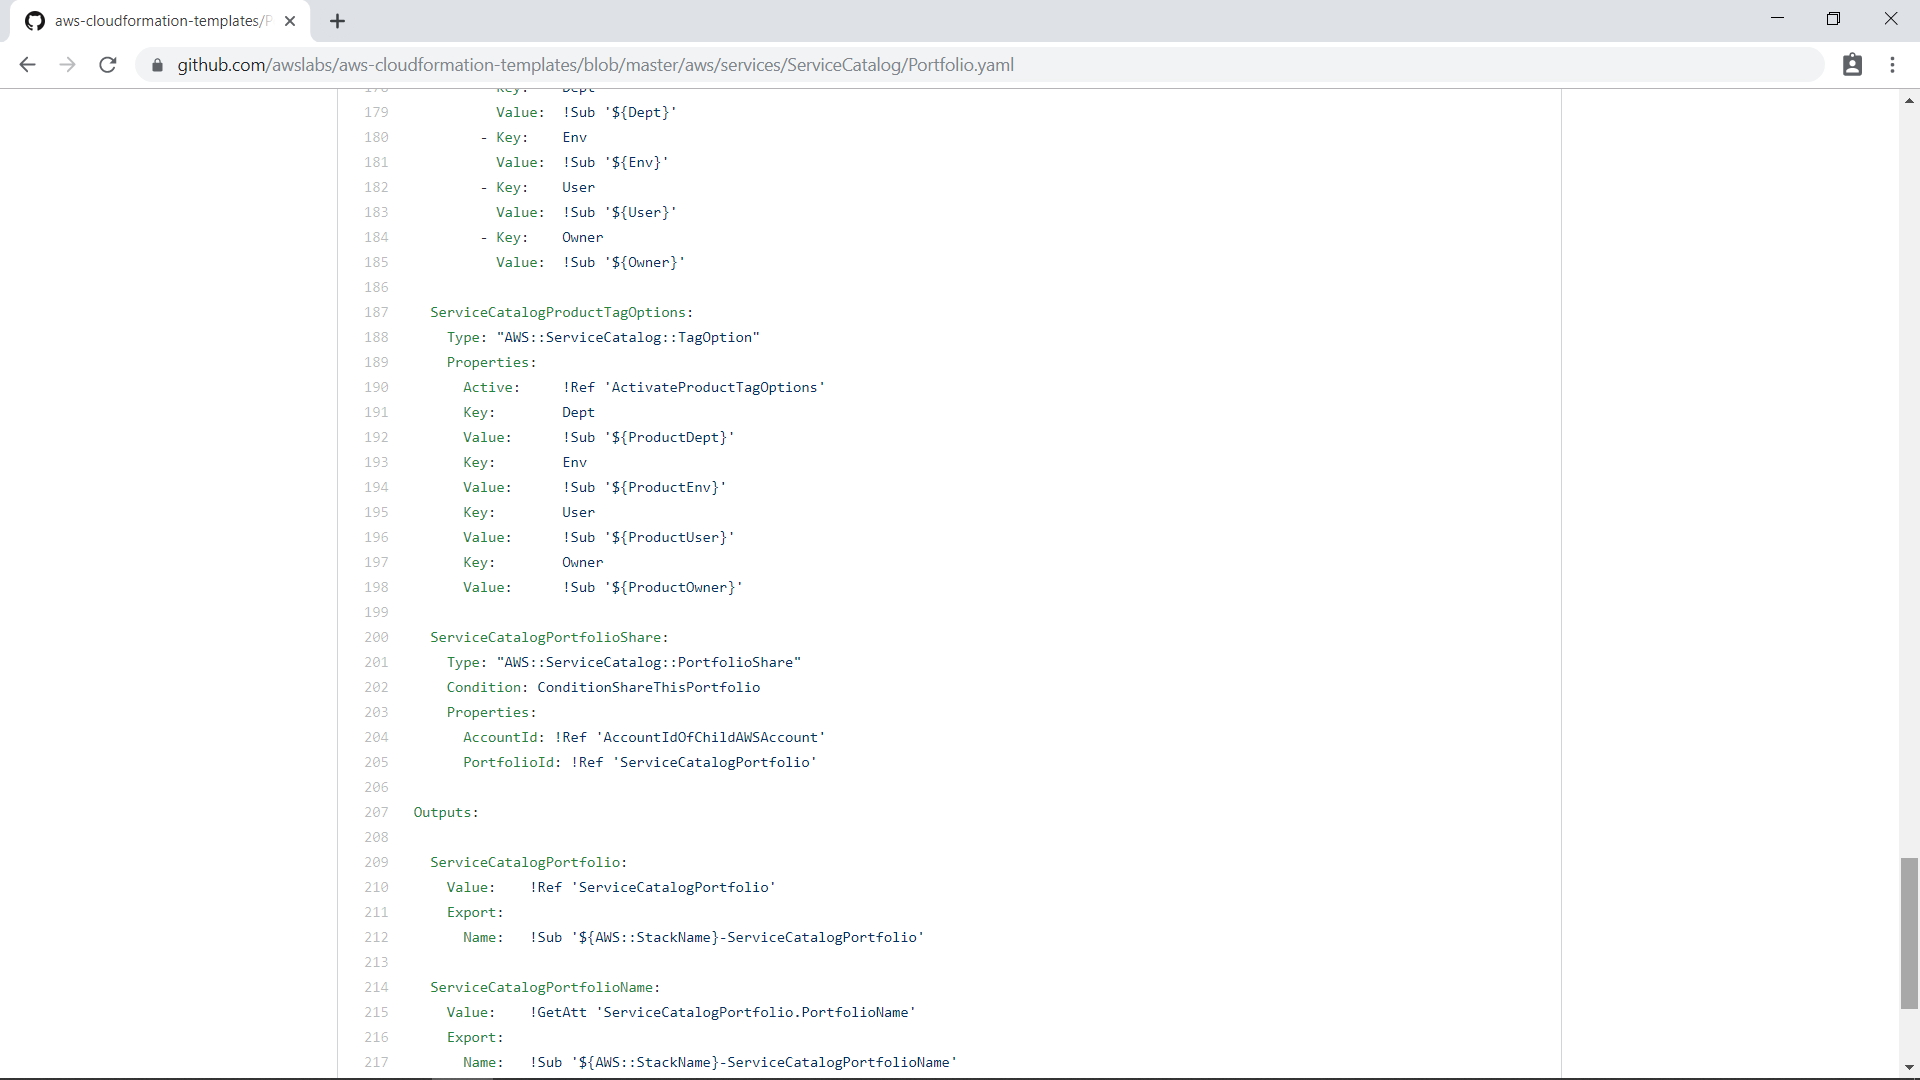 aws-cloudformation-templates/P
github.com/awslabs/aws-cloudformation-templates/blob/master/aws/services/ServiceCatalog/Portfolio.yaml
178 Key: Dept
179 Value: !Sub '${Dept}'
180 - Key: Env
181 Value: !Sub '${Env}'
182 - Key: User
183 Value: !Sub '${User}'
184 - Key: Owner
185 Value: !Sub '${Owner}'
186
187 ServiceCatalogProductTagOptions:
188 Type: "AWS::ServiceCatalog::TagOption"
189 Properties:
190 Active: !Ref 'ActivateProductTagOptions'
191 Key: Dept
192 Value: !Sub '${ProductDept}'
193 Key: Env
194 Value: !Sub '${ProductEnv}'
195 Key: User
196 Value: !Sub '${ProductUser}'
197 Key: Owner
198 Value: !Sub '${ProductOwner}'
199
200 ServiceCatalogPortfolioShare:
201 Type: "AWS::ServiceCatalog::PortfolioShare"
202 Condition: ConditionShareThisPortfolio
203 Properties:
204 AccountId: !Ref 'AccountIdOfChildAWSAccount'
205 PortfolioId: !Ref 'ServiceCatalogPortfolio'
206
207 Outputs:
208
209 ServiceCatalogPortfolio:
210 Value: !Ref 'ServiceCatalogPortfolio'
211 Export:
212 Name: !Sub '${AWS::StackName}-ServiceCatalogPortfolio'
213
214 ServiceCatalogPortfolioName:
215 Value: !GetAtt 'ServiceCatalogPortfolio.PortfolioName'
216 Export:
217 Name: !Sub '${AWS::StackName}-ServiceCatalogPortfolioName'